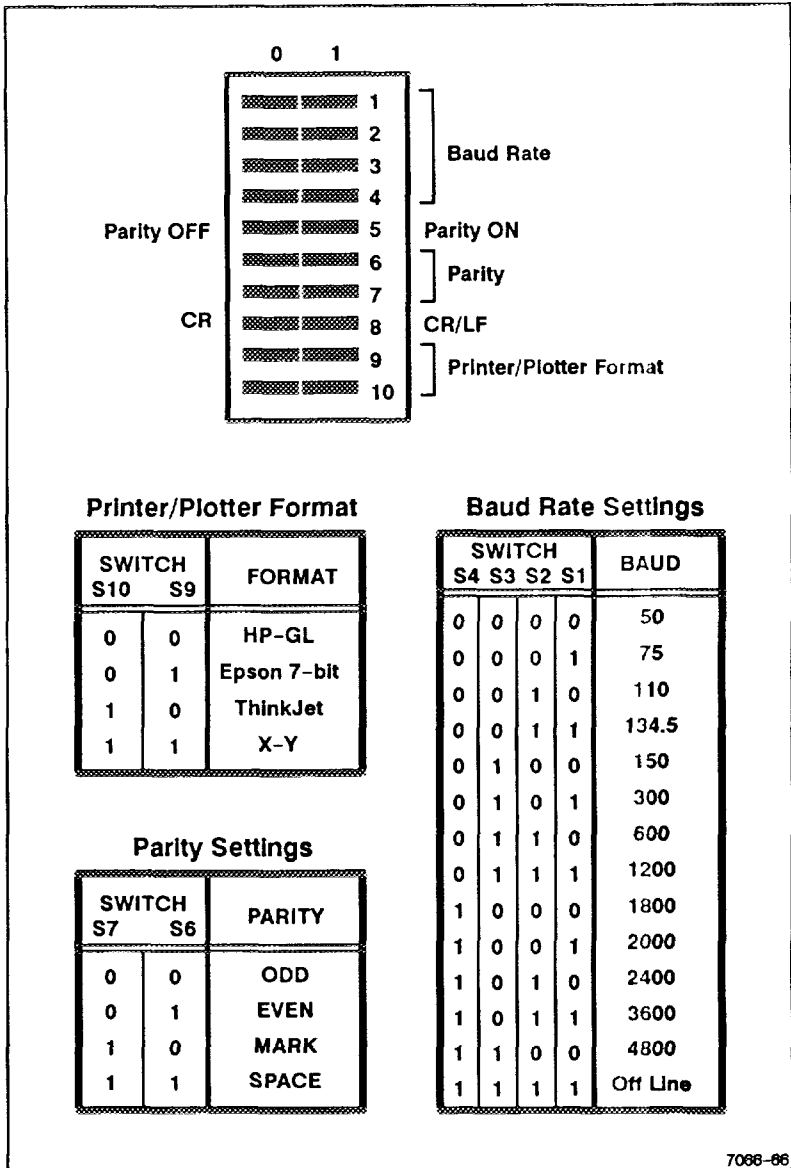 0 1
1
2
3
4
Baud Rate
Parity OFF 5 Parity ON
6
7
Parity
CR 8 CR/LF
9
10
Printer/Plotter Format
Printer/Plotter Format
SWITCH FORMAT
S10 S9
0 0 HP-GL
0 1 Epson 7-bit
1 0 ThinkJet
1 1 X-Y
Parity Settings
SWITCH PARITY
S7 S6
0 0 ODD
0 1 EVEN
1 0 MARK
1 1 SPACE
Baud Rate Settings
SWITCH BAUD
S4 S3 S2 S1
0 0 0 0 50
0 0 0 1 75
0 0 1 0 110
0 0 1 1 134.5
0 1 0 0 150
0 1 0 1 300
0 1 1 0 600
0 1 1 1 1200
1 0 0 0 1800
1 0 0 1 2000
1 0 1 0 2400
1 0 1 1 3600
1 1 0 0 4800
1 1 1 1 Off Line
7066-66